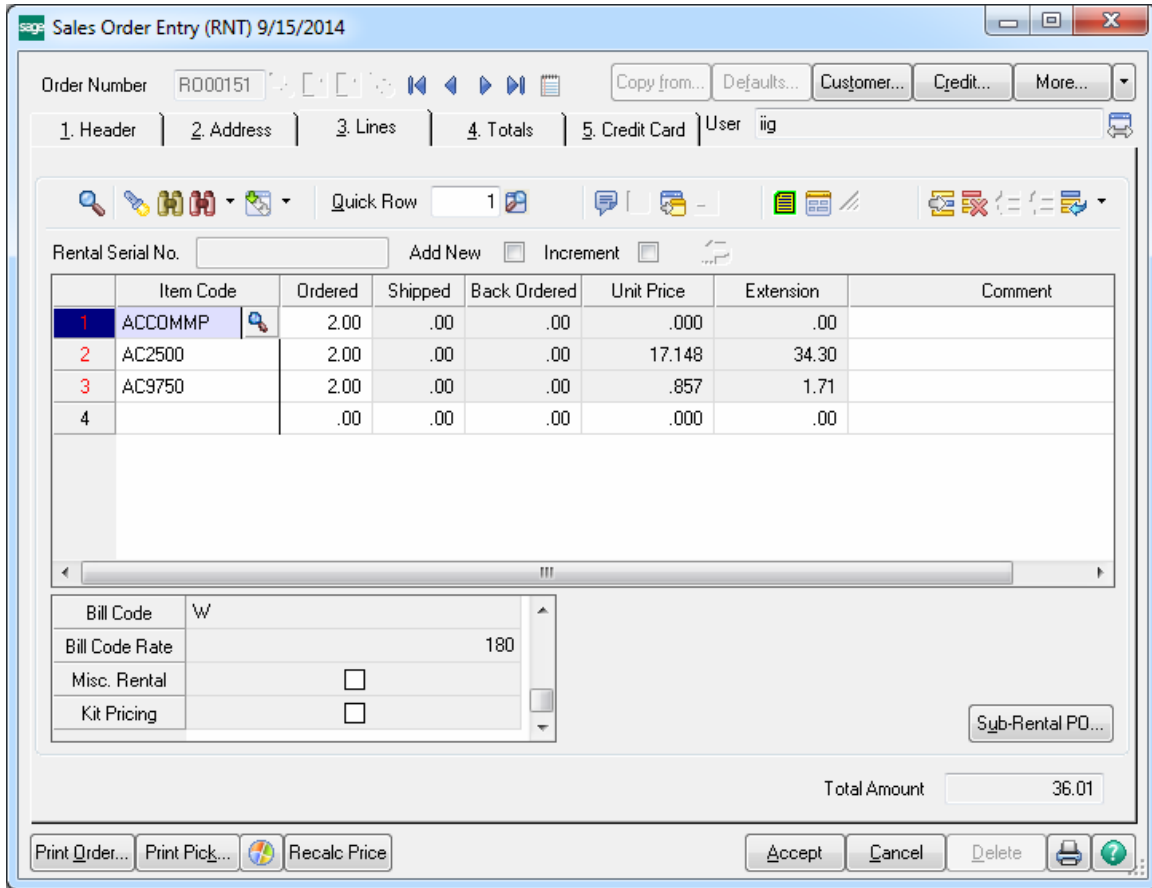 sage Sales Order Entry (RNT) 9/15/2014
Order Number RO00151 Copy from... Defaults... Customer... Credit... More...
1. Header 2. Address 3. Lines 4. Totals 5. Credit Card User iig
Quick Row 1
Rental Serial No. Add New Increment
Item Code Ordered Shipped Back Ordered Unit Price Extension Comment
1 ACCOMMP 2.00 .00 .00 .000 .00
2 AC2500 2.00 .00 .00 17.148 34.30
3 AC9750 2.00 .00 .00 .857 1.71
4 .00 .00 .00 .000 .00
Bill Code W
Bill Code Rate 180
Misc. Rental
Kit Pricing
Sub-Rental PO...
Total Amount 36.01
Print Order... Print Pick... Recalc Price Accept Cancel Delete